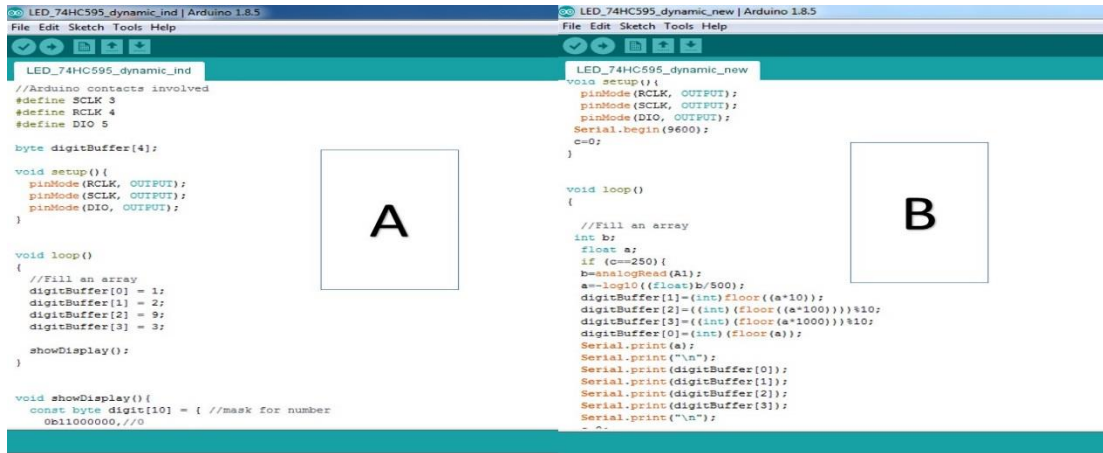 LED_74HC595_dynamic_ind | Arduino 1.8.5
File Edit Sketch Tools Help
LED_74HC595_dynamic_ind
//Arduino contacts involved
#define SCLK 3
#define RCLK 4
#define DIO 5
byte digitBuffer[4];
void setup(){
pinMode(RCLK, OUTPUT);
pinMode(SCLK, OUTPUT);
pinMode(DIO, OUTPUT);
}
void loop()
{
//Fill an array
digitBuffer[0] = 1;
digitBuffer[1] = 2;
digitBuffer[2] = 9;
digitBuffer[3] = 3;
showDisplay();
}
void showDisplay(){
const byte digit[10] = { //mask for number
0b11000000,//0
A
LED_74HC595_dynamic_new | Arduino 1.8.5
File Edit Sketch Tools Help
LED_74HC595_dynamic_new
void setup(){
pinMode(RCLK, OUTPUT);
pinMode(SCLK, OUTPUT);
pinMode(DIO, OUTPUT);
Serial.begin(9600);
c=0;
}
void loop()
{
//Fill an array
int b;
float a;
if (c==250){
b=analogRead(A1);
a=-log10((float)b/500);
digitBuffer[1]=(int)floor((a*10));
digitBuffer[2]=((int)(floor((a*100))))%10;
digitBuffer[3]=((int)(floor(a*1000)))%10;
digitBuffer[0]=(int)(floor(a));
Serial.print(a);
Serial.print("\n");
Serial.print(digitBuffer[0]);
Serial.print(digitBuffer[1]);
Serial.print(digitBuffer[2]);
Serial.print(digitBuffer[3]);
Serial.print("\n");
B